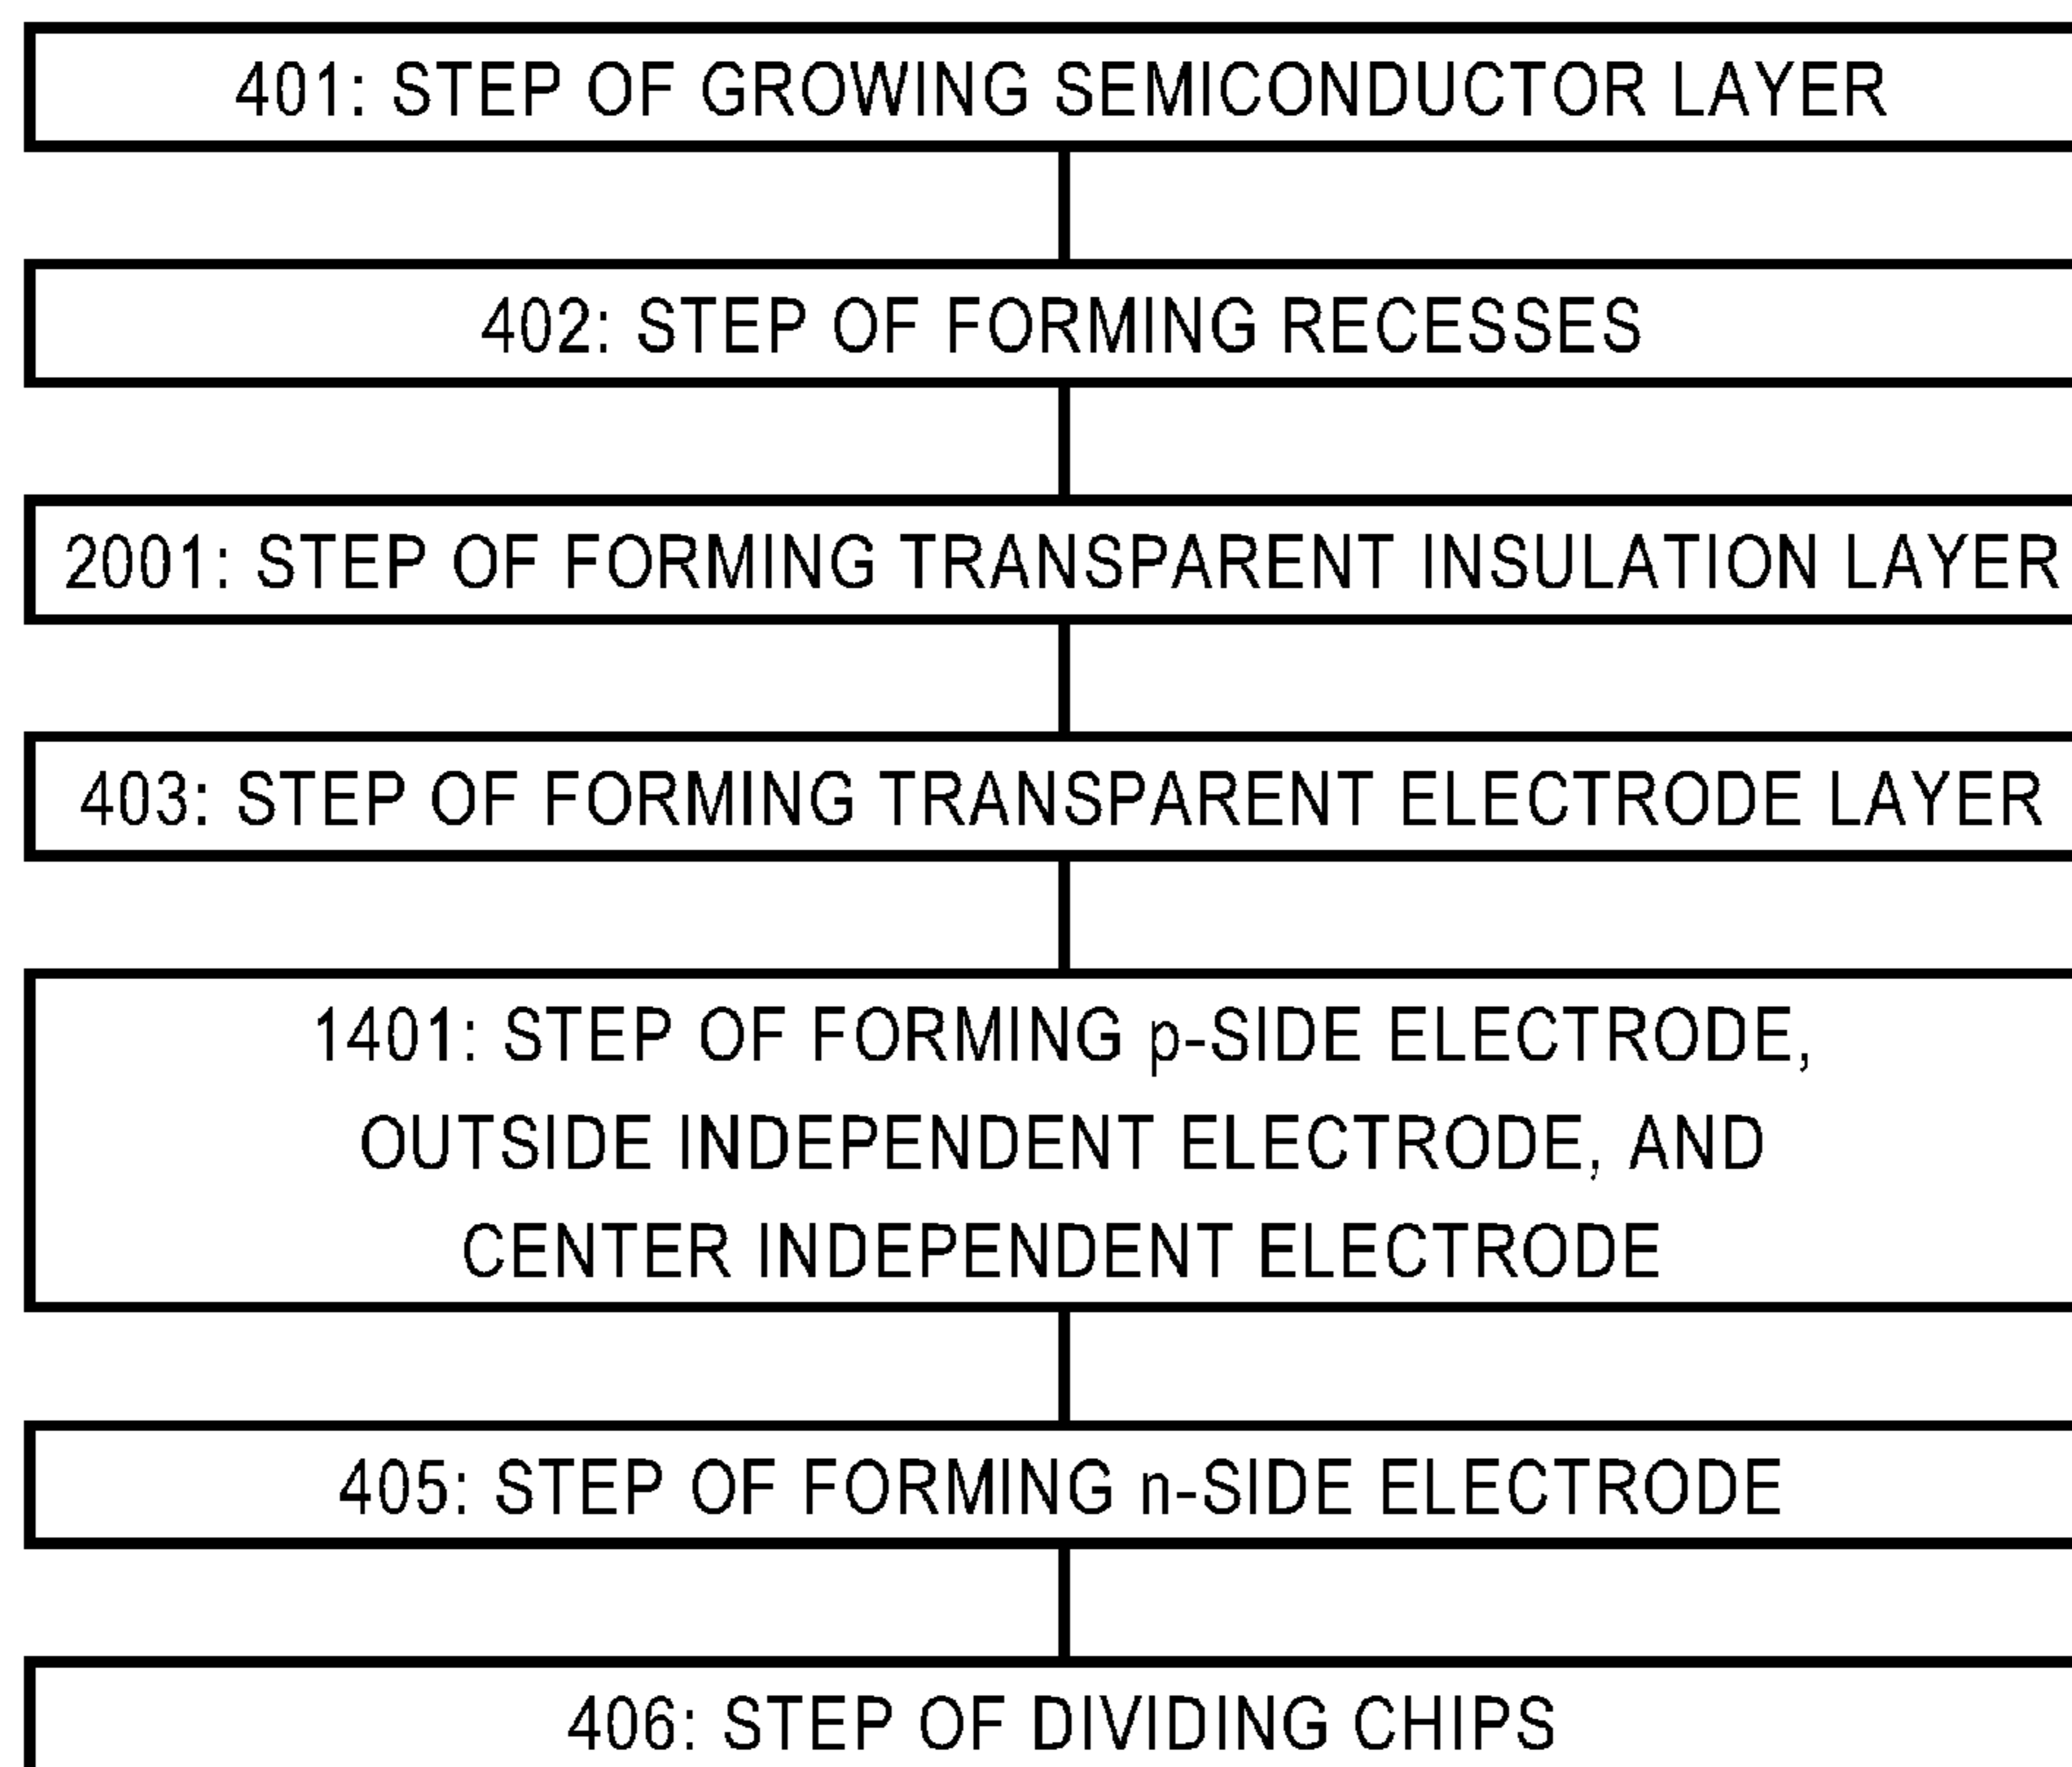 401: STEP OF GROWING SEMICONDUCTOR LAYER
402: STEP OF FORMING RECESSES
2001: STEP OF FORMING TRANSPARENT INSULATION LAYER
403: STEP OF FORMING TRANSPARENT ELECTRODE LAYER
1401: STEP OF FORMING p-SIDE ELECTRODE,
OUTSIDE INDEPENDENT ELECTRODE, AND
CENTER INDEPENDENT ELECTRODE
405: STEP OF FORMING n-SIDE ELECTRODE
406: STEP OF DIVIDING CHIPS